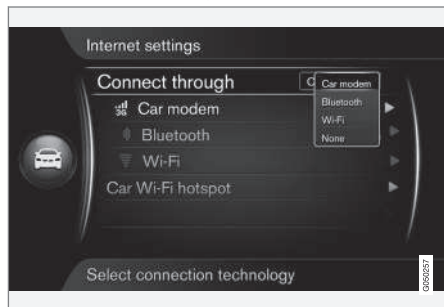 Internet settings
Connect through
C
Car modem
Bluetooth
Wi-Fi
None
3G Car modem
Bluetooth
Wi-Fi
Car Wi-Fi hotspot
Select connection technology
G050257